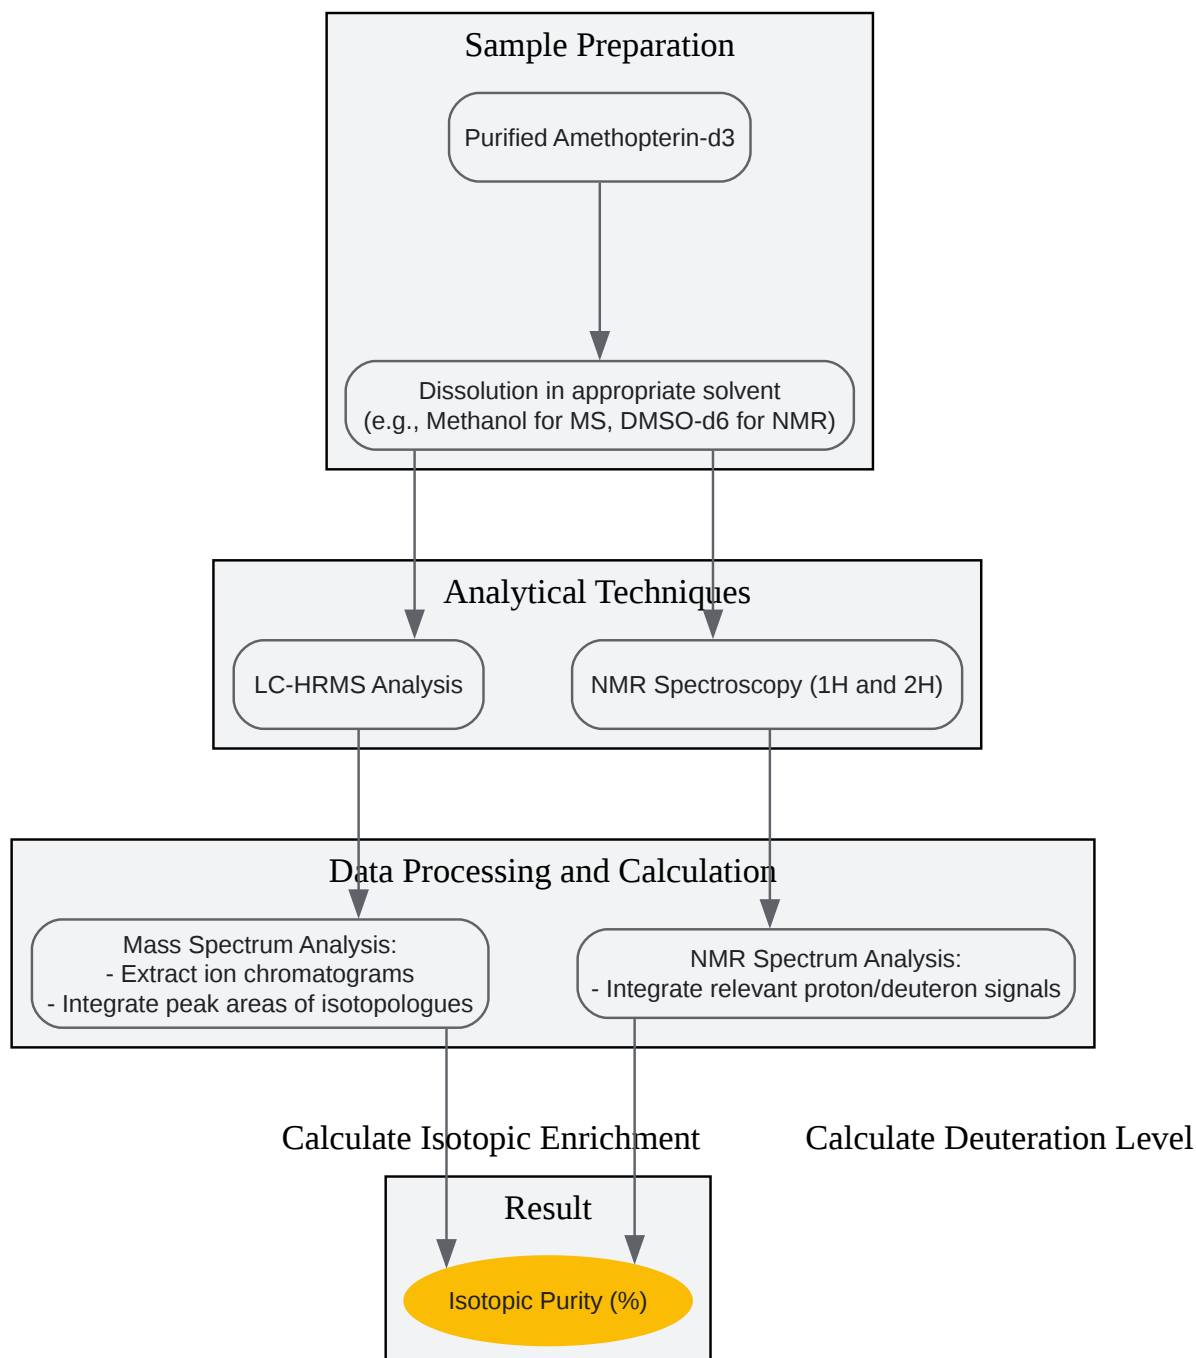 Sample Preparation
Purified Amethopterin-d3
Dissolution in appropriate solvent
(e.g., Methanol for MS, DMSO-d6 for NMR)
Analytical Techniques
LC-HRMS Analysis
NMR Spectroscopy (1H and 2H)
Data Processing and Calculation
Mass Spectrum Analysis:
- Extract ion chromatograms
- Integrate peak areas of isotopologues
NMR Spectrum Analysis:
- Integrate relevant proton/deuteron signals
Calculate Isotopic Enrichment
Calculate Deuteration Level
Result
Isotopic Purity (%)